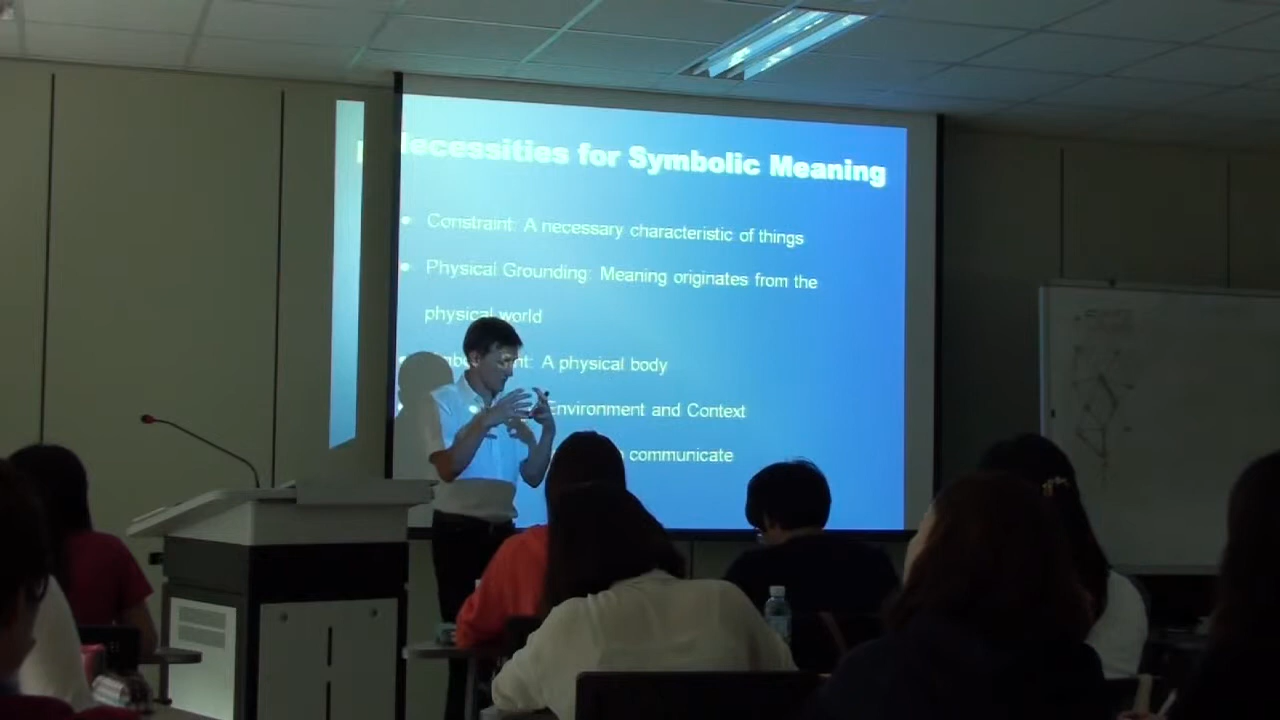 Necessities for Symbolic Meaning
Constraint: A necessary characteristic of things
Physical Grounding: Meaning originates from the
physical world
A physical body
Environment and Context
communicate